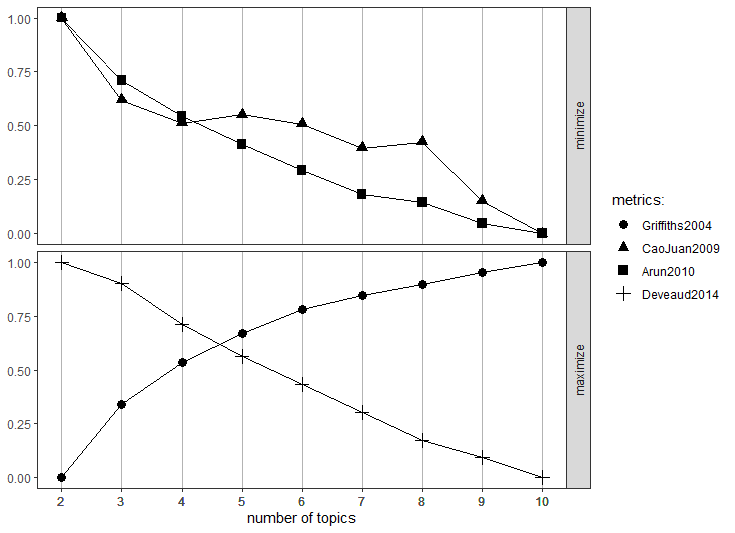 1.00
0.75
0.50
0.25
0.00
minimize
1.00
0.75
0.50
0.25
0.00
maximize
2 3 4 5 6 7 8 9 10
number of topics
metrics:
Griffiths2004
CaoJuan2009
Arun2010
Deveaud2014